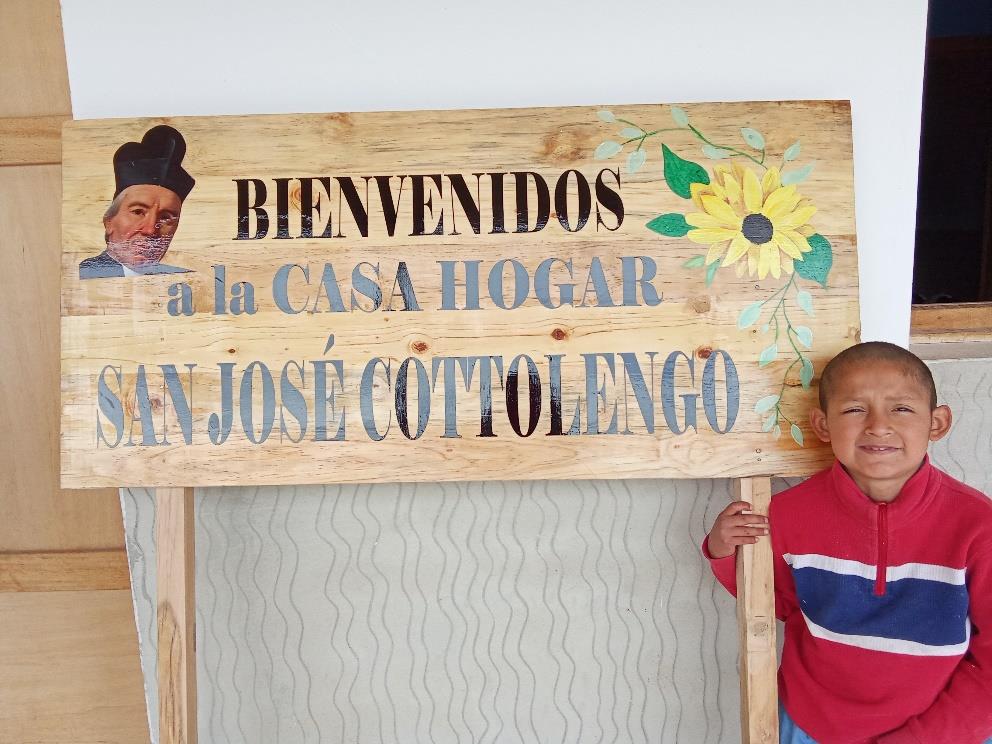 BIENVENIDOS
a la CASA HOGAR
SAN JOSÉ COTTOLENGO